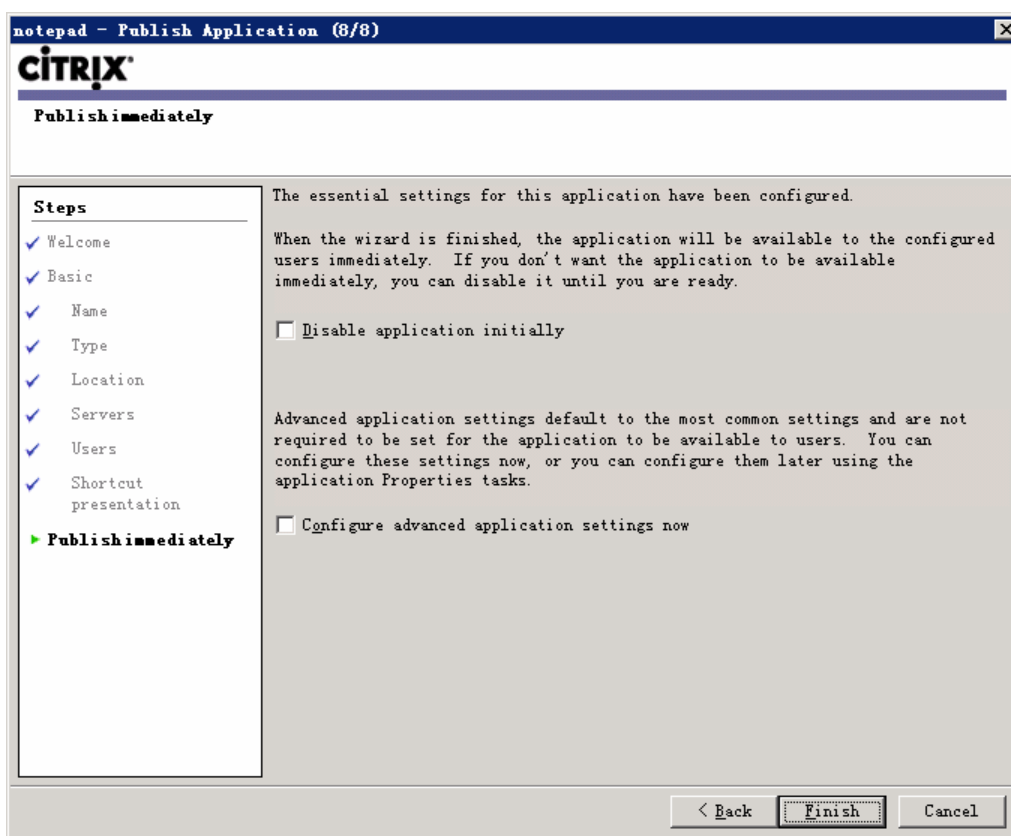 notepad - Publish Application (8/8)
CİTRIX
Publish immediately
Steps
Welcome
Basic
Name
Type
Location
Servers
Users
Shortcut
presentation
Publish immediately
The essential settings for this application have been configured.
When the wizard is finished, the application will be available to the configured
users immediately. If you don't want the application to be available
immediately, you can disable it until you are ready.
Disable application initially
Advanced application settings default to the most common settings and are not
required to be set for the application to be available to users. You can
configure these settings now, or you can configure them later using the
application Properties tasks.
Configure advanced application settings now
< Back
Finish
Cancel